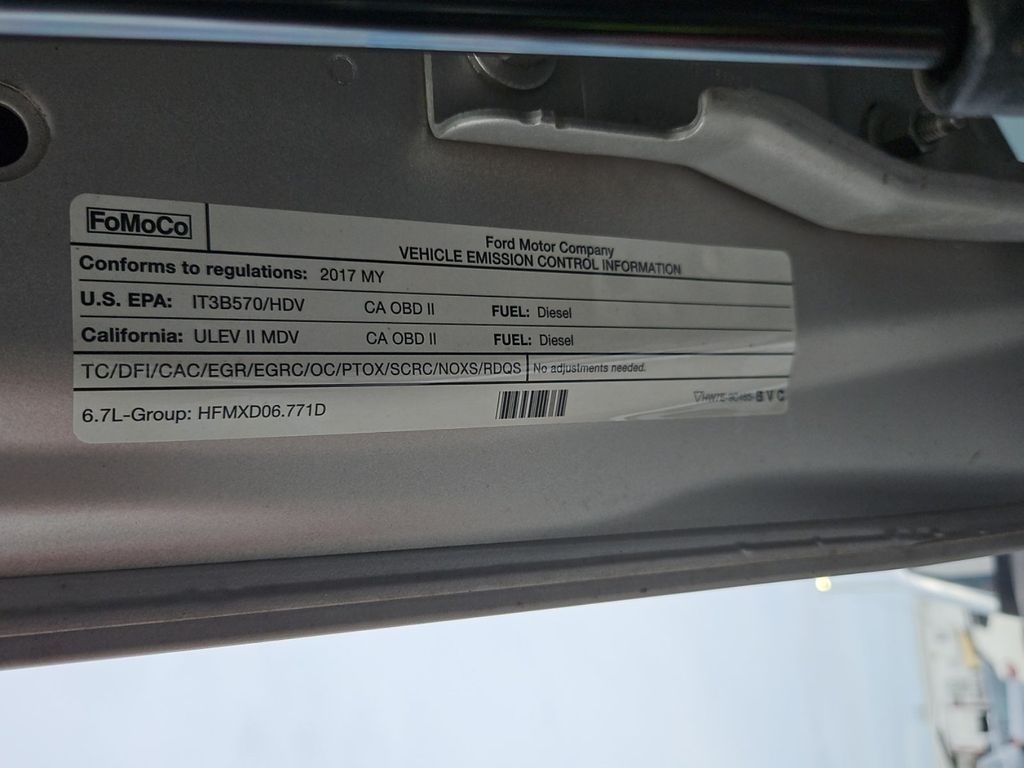 FoMoCo
Ford Motor Company
VEHICLE EMISSION CONTROL INFORMATION
Conforms to regulations: 2017 MY
U.S. EPA: IT3B570/HDV CA OBD II FUEL: Diesel
California: ULEV II MDV CA OBD II FUEL: Diesel
TC/DFI/CAC/EGR/EGRC/OC/PTOX/SCRC/NOXS/RDQS No adjustments needed.
6.7L-Group: HFMXD06.771D